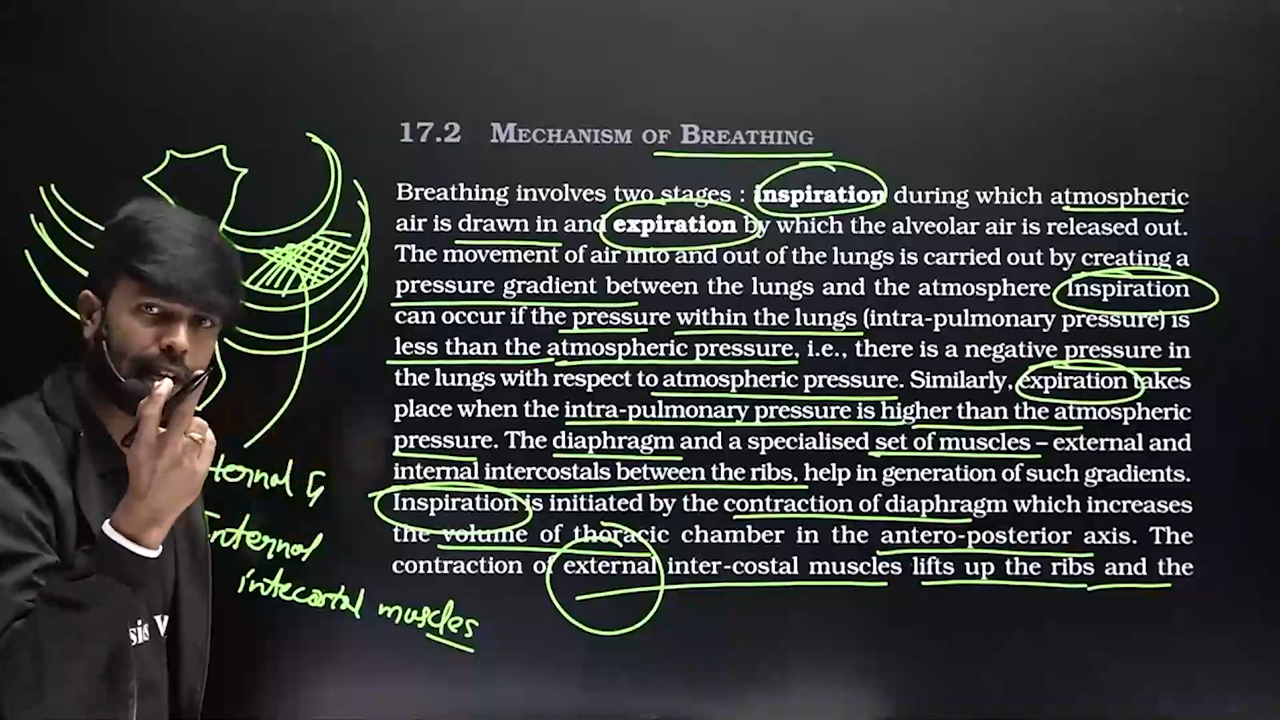 17.2 MECHANISM OF BREATHING
Breathing involves two stages : inspiration during which atmospheric
air is drawn in and expiration by which the alveolar air is released out.
The movement of air into and out of the lungs is carried out by creating a
pressure gradient between the lungs and the atmosphere. Inspiration
can occur if the pressure within the lungs (intra-pulmonary pressure) is
less than the atmospheric pressure, i.e., there is a negative pressure in
the lungs with respect to atmospheric pressure. Similarly, expiration takes
place when the intra-pulmonary pressure is higher than the atmospheric
pressure. The diaphragm and a specialised set of muscles – external and
internal intercostals between the ribs, help in generation of such gradients.
Inspiration is initiated by the contraction of diaphragm which increases
the volume of thoracic chamber in the antero-posterior axis. The
contraction of external inter-costal muscles lifts up the ribs and the
ternal &
Internal
intecostal muscles